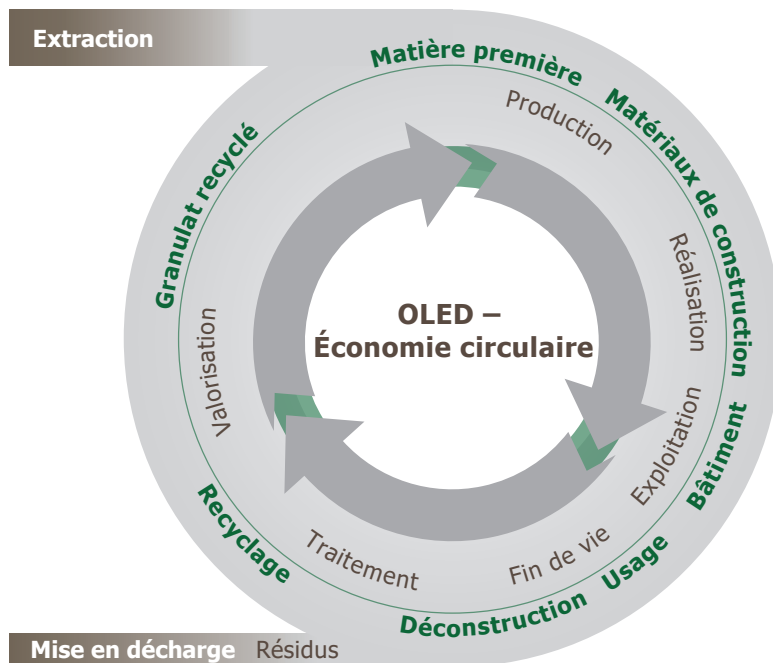 Extraction
Matière première
Production
Matériaux de construction
Réalisation
Granulat recyclé
OLED –
Économie circulaire
Valorisation
Exploitation
Bâtiment
Recyclage
Traitement
Fin de vie
Usage
Déconstruction
Mise en décharge Résidus